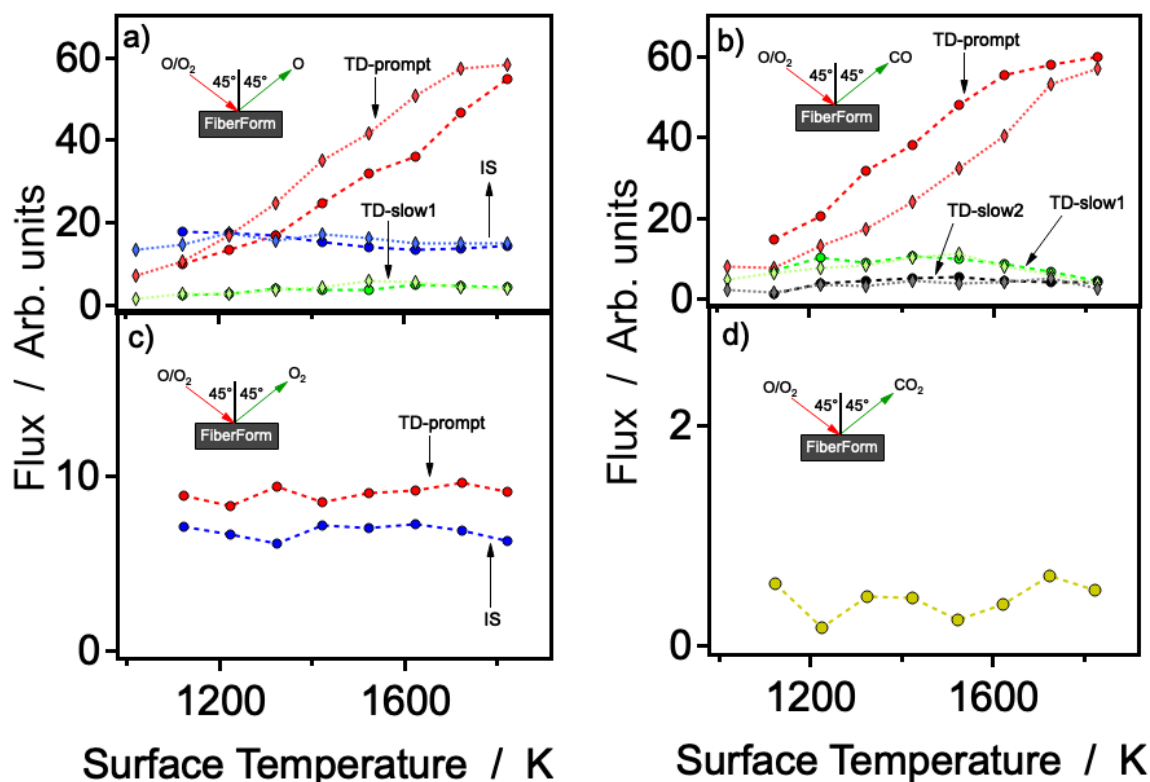 a)
O/O₂
45° 45°
O
FiberForm
TD-prompt
IS
TD-slow1
60
40
20
0
b)
O/O₂
45° 45°
CO
FiberForm
TD-prompt
TD-slow2
TD-slow1
60
40
20
0
c)
O/O₂
45° 45°
O₂
FiberForm
TD-prompt
IS
10
0
d)
O/O₂
45° 45°
CO₂
FiberForm
2
0
Flux / Arb. units
Flux / Arb. units
1200 1600
1200 1600
Surface Temperature / K
Surface Temperature / K